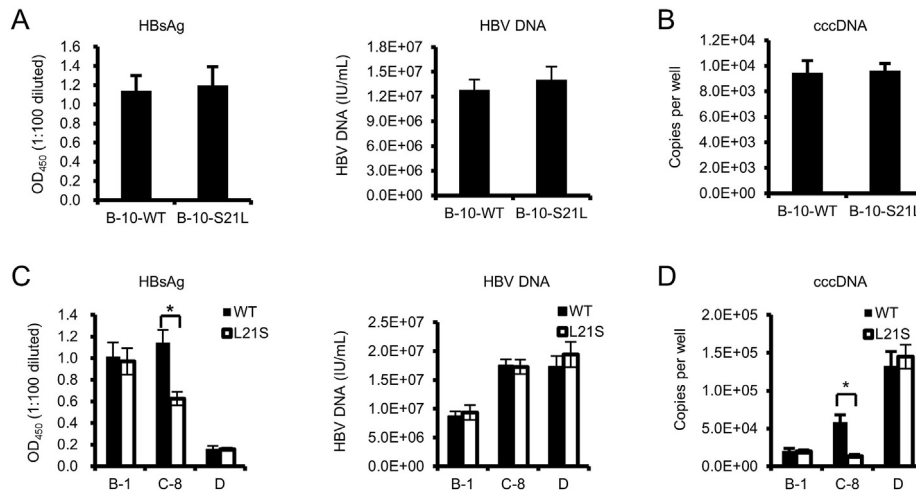 A
HBsAg
OD450 (1:100 diluted)
1.6
1.4
1.2
1.0
0.8
0.6
0.4
0.2
0.0
B-10-WT B-10-S21L
HBV DNA
HBV DNA (IU/mL)
1.8E+07
1.5E+07
1.2E+07
9.0E+06
6.0E+06
3.0E+06
0.0E+00
B-10-WT B-10-S21L
B
cccDNA
Copies per well
1.2E+04
1.0E+04
8.0E+03
6.0E+03
4.0E+03
2.0E+03
0.0E+00
B-10-WT B-10-S21L
C
HBsAg
WT
L21S
*
OD450 (1:100 diluted)
1.4
1.2
1.0
0.8
0.6
0.4
0.2
0.0
B-1 C-8 D
HBV DNA
WT
L21S
HBV DNA (IU/mL)
2.5E+07
2.0E+07
1.5E+07
1.0E+07
5.0E+06
0.0E+00
B-1 C-8 D
D
cccDNA
WT
L21S
*
Copies per well
2.0E+05
1.5E+05
1.0E+05
5.0E+04
0.0E+00
B-1 C-8 D